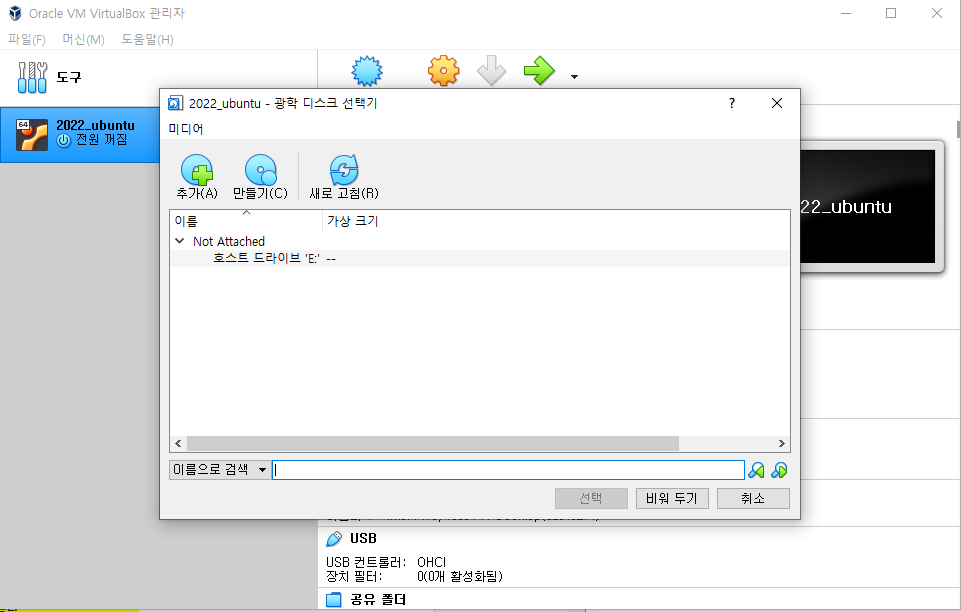 Oracle VM VirtualBox 관리자
파일(F) 머신(M) 도움말(H)
도구
64
2022_ubuntu
전원 꺼짐
2022_ubuntu - 광학 디스크 선택기
?
미디어
추가(A) 만들기(C) 새로 고침(R)
이름 가상 크기
Not Attached
호스트 드라이브 'E:' --
22_ubuntu
이름으로 검색
선택 비워 두기 취소
USB
USB 컨트롤러: OHCI
장치 필터: 0(0개 활성화됨)
공유 폴더